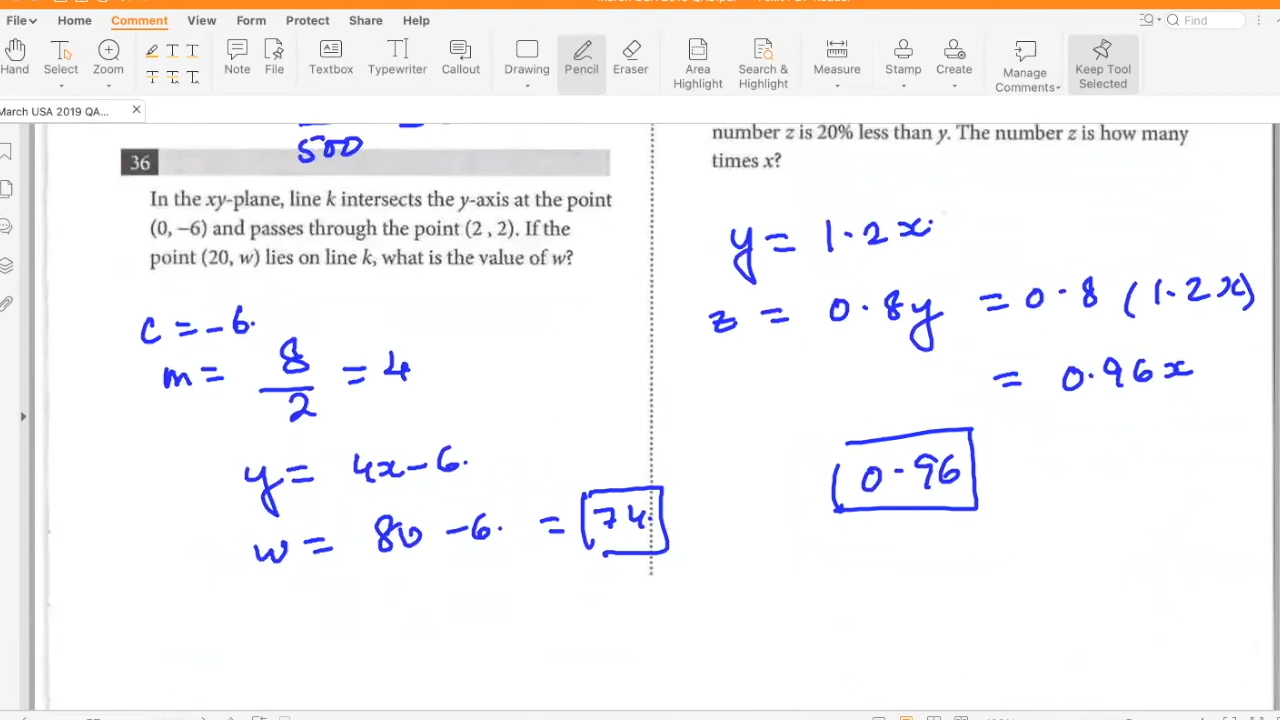 File Home Comment View Form Protect Share Help Find
Hand Select Zoom Note File Textbox Typewriter Callout Drawing Pencil Eraser Area Highlight Search & Highlight Measure Stamp Create Manage Comments Keep Tool Selected
March USA 2019 QA...
500
36
In the xy-plane, line k intersects the y-axis at the point
(0, −6) and passes through the point (2 , 2). If the
point (20, w) lies on line k, what is the value of w?
c = -6.
m = 8/2 = 4
y = 4x - 6.
w = 80 - 6. = 74.
number z is 20% less than y. The number z is how many
times x?
y = 1.2x.
z = 0.8y = 0.8 (1.2x)
= 0.96x
0.96